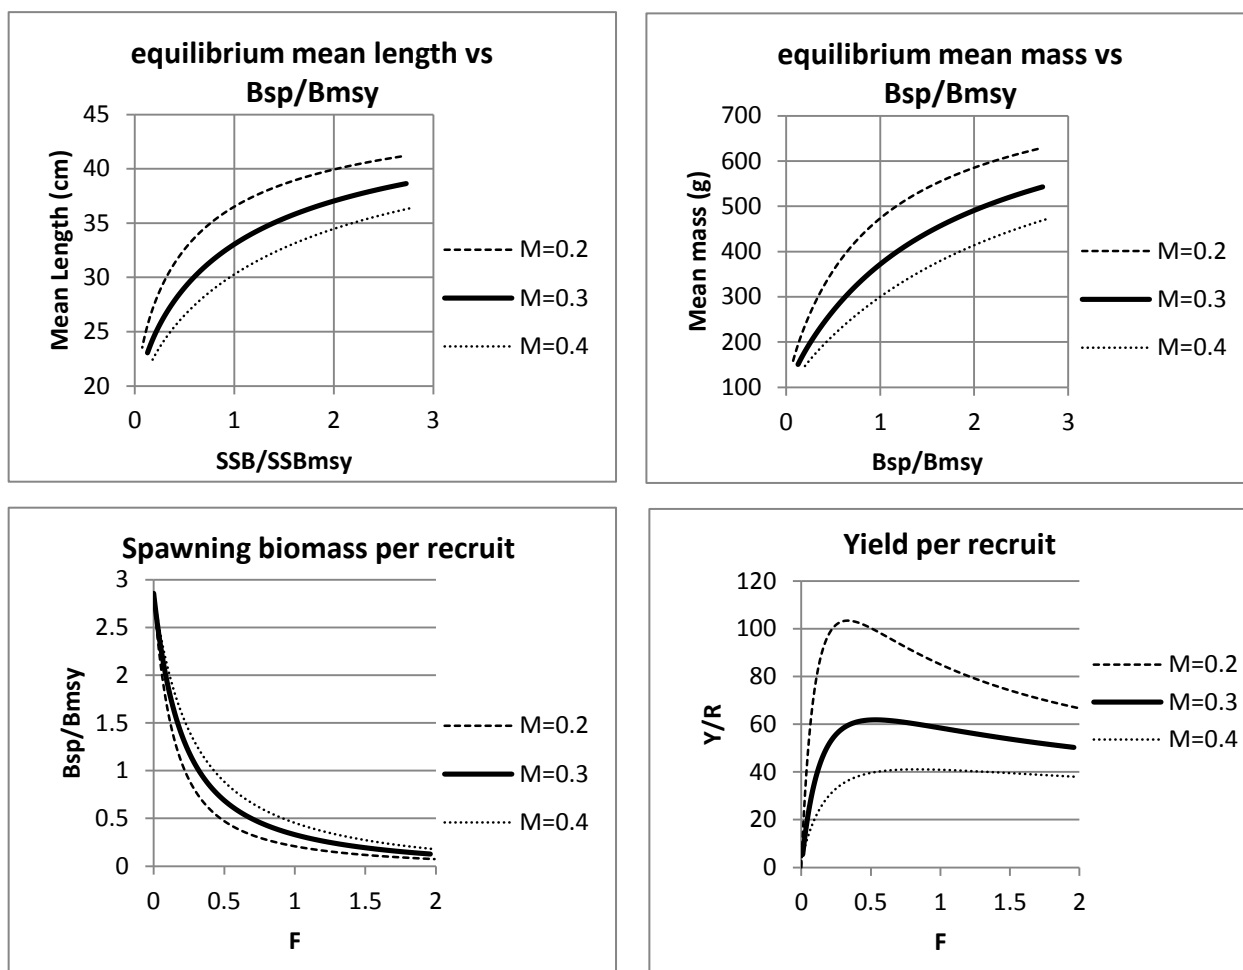 equilibrium mean length vs
Bsp/Bmsy
45
40
35
30
25
20
Mean Length (cm)
0 1 2 3
SSB/SSBmsy
M=0.2
M=0.3
M=0.4
equilibrium mean mass vs
Bsp/Bmsy
700
600
500
400
300
200
100
Mean mass (g)
0 1 2 3
Bsp/Bmsy
M=0.2
M=0.3
M=0.4
Spawning biomass per recruit
3
2.5
2
1.5
1
0.5
0
Bsp/Bmsy
0 0.5 1 1.5 2
F
M=0.2
M=0.3
M=0.4
Yield per recruit
120
100
80
60
40
20
0
Y/R
0 0.5 1 1.5 2
F
M=0.2
M=0.3
M=0.4